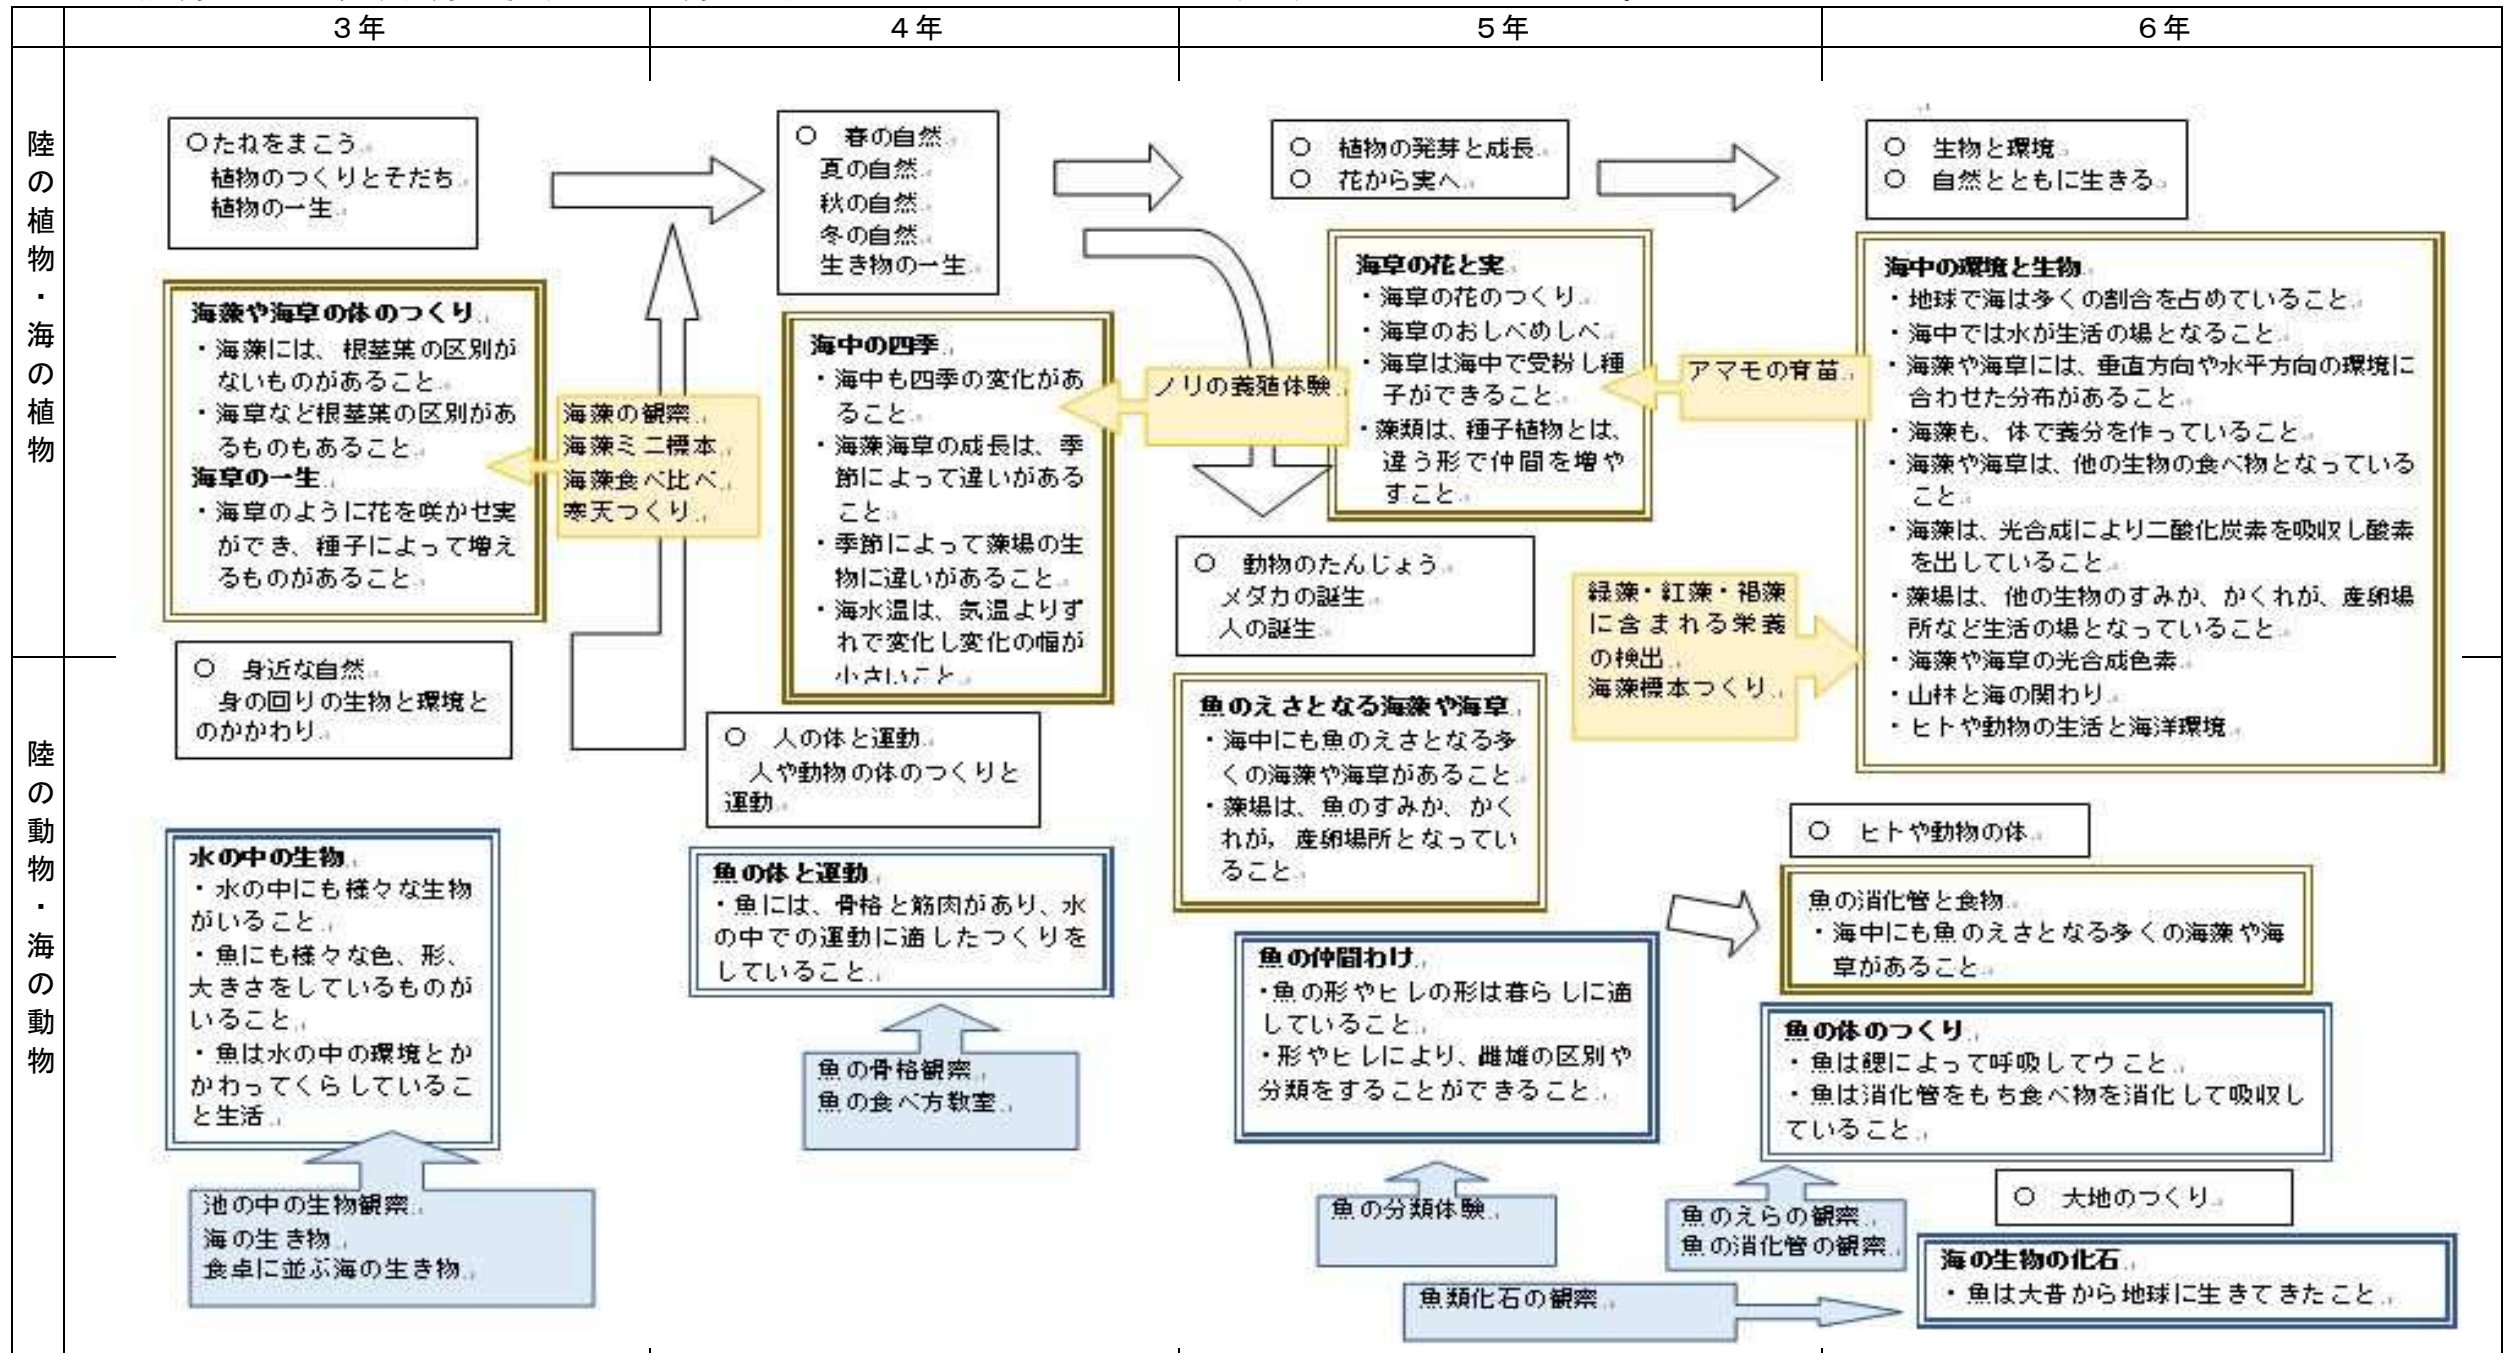 3年
4年
5年
6年
陸の植物・海の植物
○たねをまこう
植物のつくりとそだち
植物の一生
○ 春の自然
夏の自然
秋の自然
冬の自然
生き物の一生
○ 植物の発芽と成長
○ 花から実へ
○ 生物と環境
○ 自然とともに生きる
海藻や海草の体のつくり
・海藻には、根茎葉の区別が
ないものがあること
・海草など根茎葉の区別があ
るものもあること
海草の一生
・海草のように花を咲かせ実
ができ、種子によって増え
るものがあること
海藻の観察
海藻ミニ標本
海藻食べ比べ
寒天つくり
海中の四季
・海中も四季の変化があ
ること
・海藻海草の成長は、季
節によって違いがある
こと
・季節によって藻場の生
物に違いがあること
・海水温は、気温よりず
れて変化し変化の幅が
小さいこと
ノリの養殖体験
海草の花と実
・海草の花のつくり
・海草のおしべめしべ
・海草は海中で受粉し種
子ができること
・藻類は、種子植物とは、
違う形で仲間を増や
すこと
アマモの育苗
海中の環境と生物
・地球で海は多くの割合を占めていること
・海中では水が生活の場となること
・海藻や海草には、垂直方向や水平方向の環境に
合わせた分布があること
・海藻も、体で養分を作っていること
・海藻や海草は、他の生物の食べ物となっている
こと
・海藻は、光合成により二酸化炭素を吸収し酸素
を出していること
・藻場は、他の生物のすみか、かくれが、産卵場
所など生活の場となっていること
・海藻や海草の光合成色素
・山林と海の関わり
・ヒトや動物の生活と海洋環境
緑藻・紅藻・褐藻
に含まれる栄養
の検出
海藻標本つくり
陸の動物・海の動物
○ 身近な自然
身の回りの生物と環境と
のかかわり
○ 人の体と運動
人や動物の体のつくりと
運動
○ 動物のたんじょう
メダカの誕生
人の誕生
魚のえさとなる海藻や海草
・海中にも魚のえさとなる多
くの海藻や海草があること
・藻場は、魚のすみか、かく
れが，産卵場所となってい
ること
○ ヒトや動物の体
魚の消化管と食物
・海中にも魚のえさとなる多くの海藻や海
草があること
水の中の生物
・水の中にも様々な生物
がいること
・魚にも様々な色、形、
大きさをしているものが
いること
・魚は水の中の環境とか
かわってくらしているこ
と生活
池の中の生物観察
海の生き物
食卓に並ぶ海の生き物
魚の体と運動
・魚には、骨格と筋肉があり、水
の中での運動に適したつくりを
していること
魚の骨格観察
魚の食べ方教室
魚の仲間わけ
・魚の形やヒレの形は暮らしに適
していること
・形やヒレにより、雌雄の区別や
分類をすることができること
魚の分類体験
魚の体のつくり
・魚は鰓によって呼吸してウこと
・魚は消化管をもち食べ物を消化して吸収し
ていること
魚のえらの観察
魚の消化管の観察
○ 大地のつくり
海の生物の化石
・魚は大昔から地球に生きてきたこと
魚類化石の観察